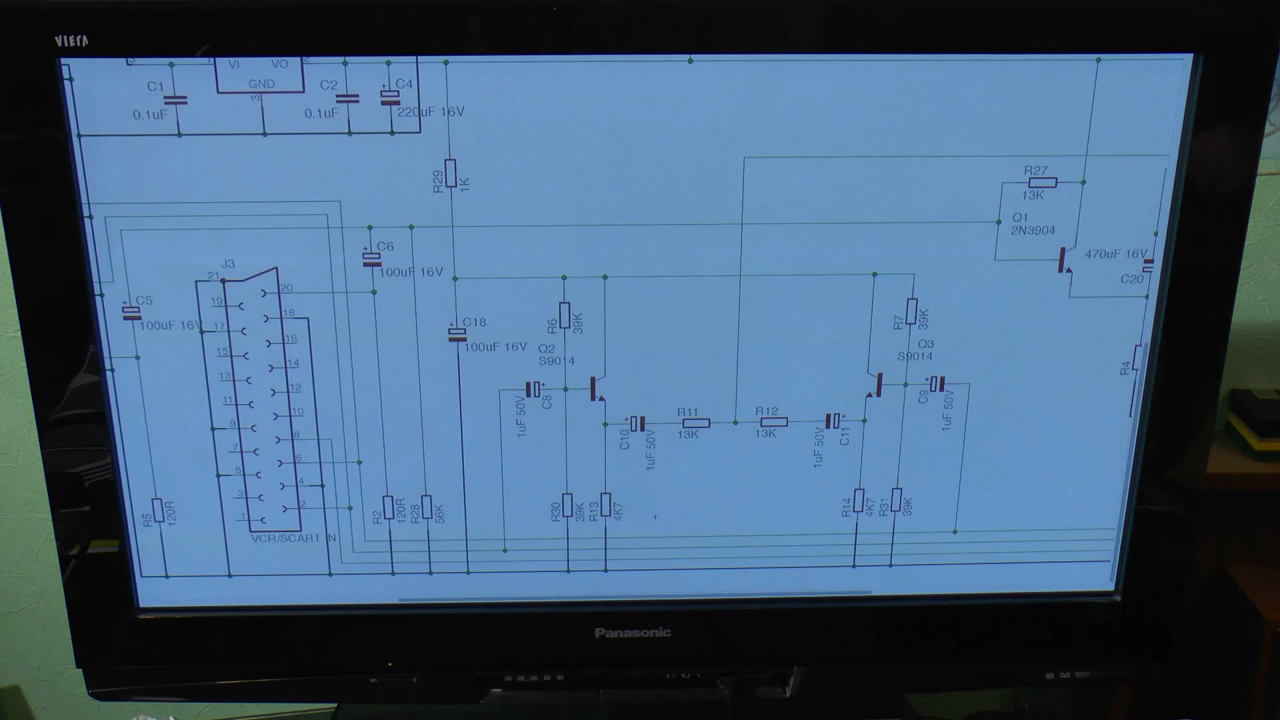 VIERA
VI VO
GND
3
C1
0.1uF
C2
0.1uF
C4
220uF 16V
R29
1K
R27
13K
Q1
2N3904
470uF 16V
C20
C6
100uF 16V
J3
21
20
19
18
17
16
15
14
13
12
11
10
9
8
7
6
5
4
3
2
1
VCR/SCART IN
C5
100uF 16V
R5
120R
R2
120R
R28
56K
C18
100uF 16V
R6
39K
Q2
S9014
C8
1uF 50V
R30
39K
R13
4K7
C10
1uF 50V
R11
13K
R12
13K
C11
1uF 50V
R7
39K
Q3
S9014
C9
1uF 50V
R14
4K7
R31
39K
R4
Panasonic